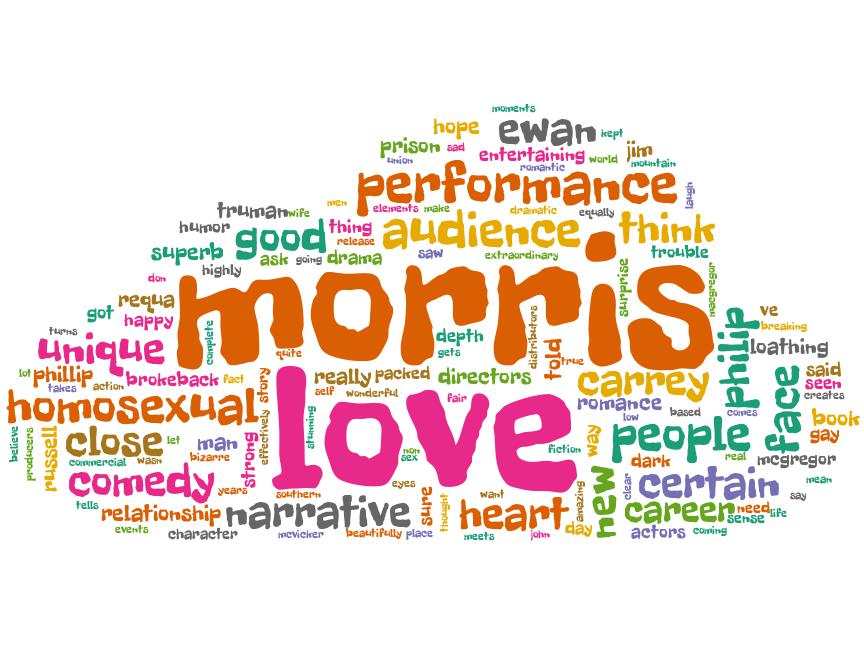 moments
hope
ewan
kept
prison
sad
entertaining
world
jim
union
romantic
mountain
performance
laugh
truman
wife
men
elements
make
dramatic
equally
humor
thing
audience
think
superb
good
release
ask
going
drama
saw
extraordinary
trouble
highly
don
surprise
macgregor
morris
requa
got
happy
complete
quite
depth
gets
distributors
told
true
philip
ve
breaking
loathing
turns
unique
lot
phillip
takes
action
brokeback
fact
story
really
packed
directors
carrey
said
seen
creates
self
wonderful
fair
romance
low
based
comes
face
homosexual
love
book
gay
believe
producers
russell
close
let
man
bizarre
commercial
wasn
strong
effectively
stunning
non
sex
fiction
way
people
dark
real
mcgregor
mean
comedy
years
southern
eyes
want
amazing
new
clear
certain
say
tells
relationship
narrative
sure
thought
heart
day
career
need
life
sense
events
character
mcvicker
beautifully
place
meets
john
actors
coming